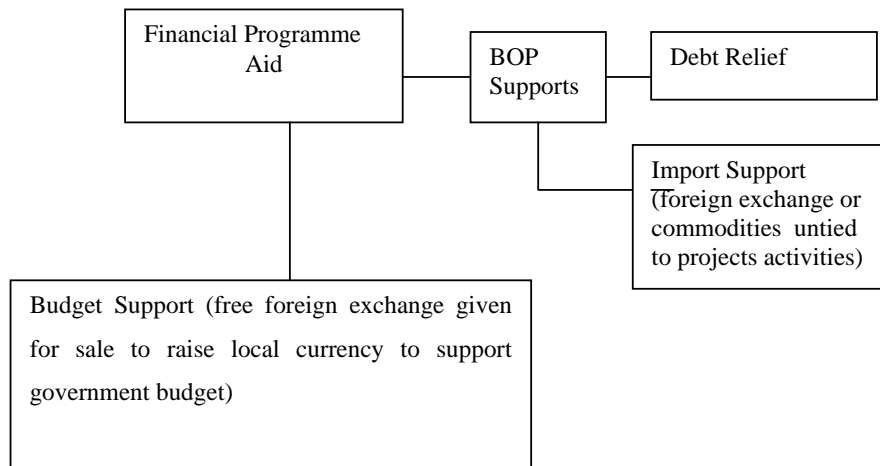 Financial Programme
Aid
BOP
Supports
Debt Relief
Import Support
(foreign exchange or
commodities untied
to projects activities)
Budget Support (free foreign exchange given
for sale to raise local currency to support
government budget)